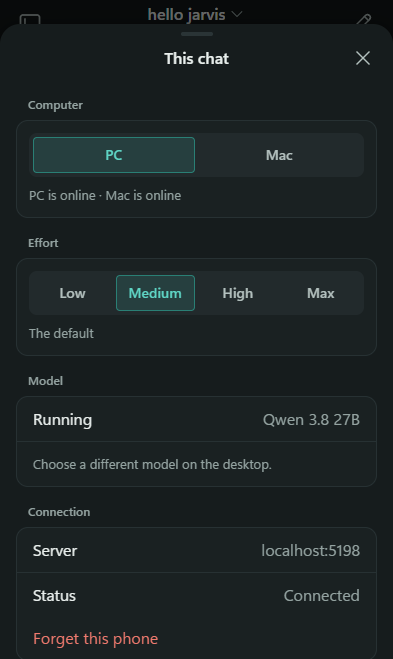 hello jarvis
This chat
Computer
PC
Mac
PC is online · Mac is online
Effort
Low
Medium
High
Max
The default
Model
Running
Qwen 3.8 27B
Choose a different model on the desktop.
Connection
Server
localhost:5198
Status
Connected
Forget this phone